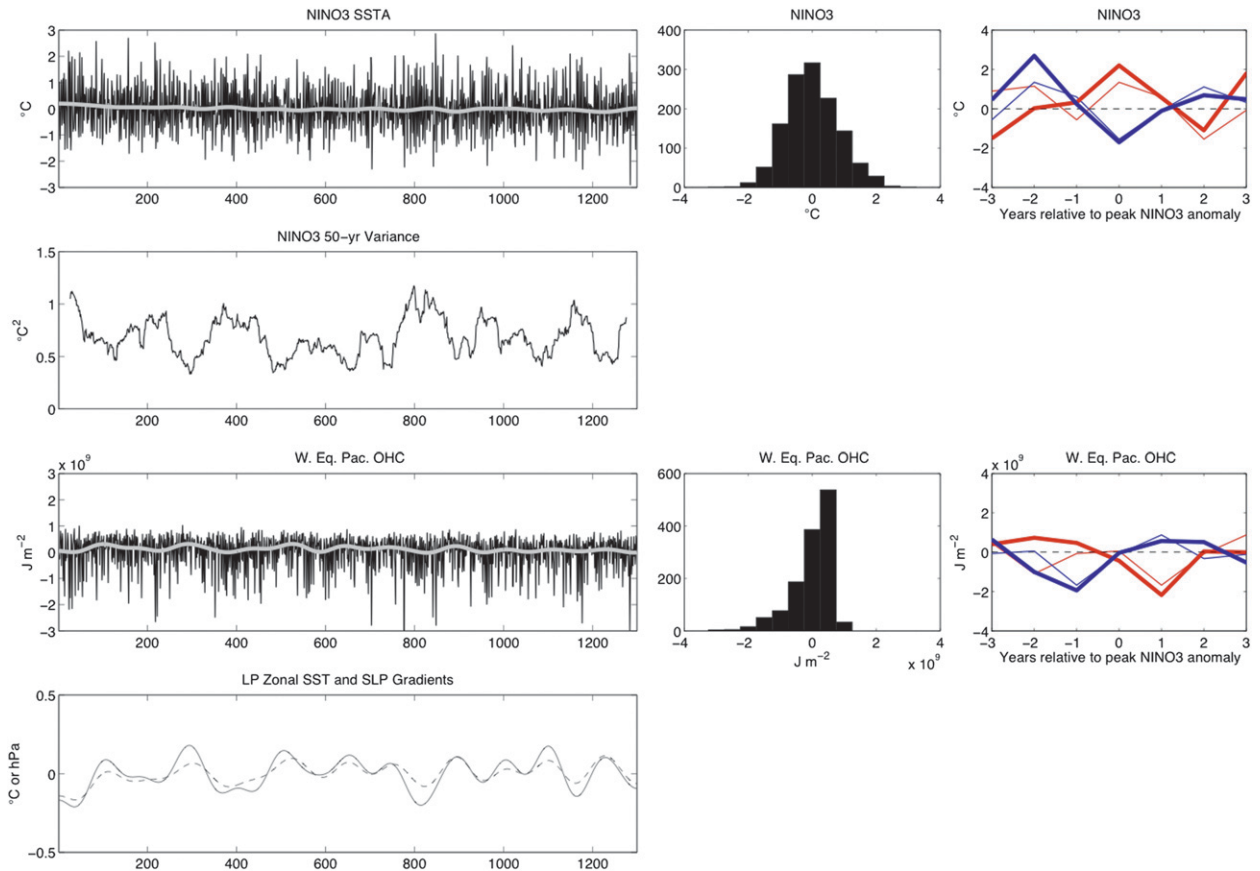 NINO3 SSTA
3
2
1
0
−1
−2
−3
°C
200 400 600 800 1000 1200
NINO3
400
300
200
100
0
−4 −2 0 2 4
°C
NINO3
4
2
0
−2
−4
°C
−3 −2 −1 0 1 2 3
Years relative to peak NINO3 anomaly
NINO3 50−yr Variance
1.5
1
0.5
0
°C²
200 400 600 800 1000 1200
W. Eq. Pac. OHC
x 10⁹
3
2
1
0
−1
−2
−3
J m⁻²
200 400 600 800 1000 1200
W. Eq. Pac. OHC
600
400
200
0
−4 −2 0 2 4
J m⁻²
x 10⁹
W. Eq. Pac. OHC
x 10⁹
4
2
0
−2
−4
J m⁻²
−3 −2 −1 0 1 2 3
Years relative to peak NINO3 anomaly
LP Zonal SST and SLP Gradients
0.5
0
−0.5
°C or hPa
200 400 600 800 1000 1200